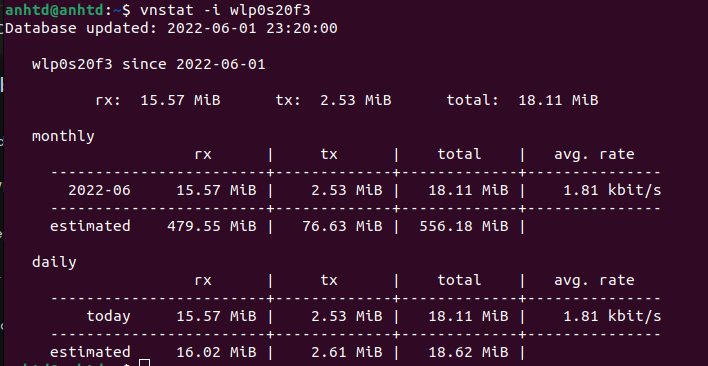 anhtd@anhtd:~$ vnstat -i wlp0s20f3
Database updated: 2022-06-01 23:20:00
wlp0s20f3 since 2022-06-01
rx: 15.57 MiB tx: 2.53 MiB total: 18.11 MiB
monthly
rx | tx | total | avg. rate
------------------------+-------------+-------------+---------------
2022-06 15.57 MiB | 2.53 MiB | 18.11 MiB | 1.81 kbit/s
------------------------+-------------+-------------+---------------
estimated 479.55 MiB | 76.63 MiB | 556.18 MiB |
daily
rx | tx | total | avg. rate
------------------------+-------------+-------------+---------------
today 15.57 MiB | 2.53 MiB | 18.11 MiB | 1.81 kbit/s
------------------------+-------------+-------------+---------------
estimated 16.02 MiB | 2.61 MiB | 18.62 MiB |
anhtd@anhtd:~$